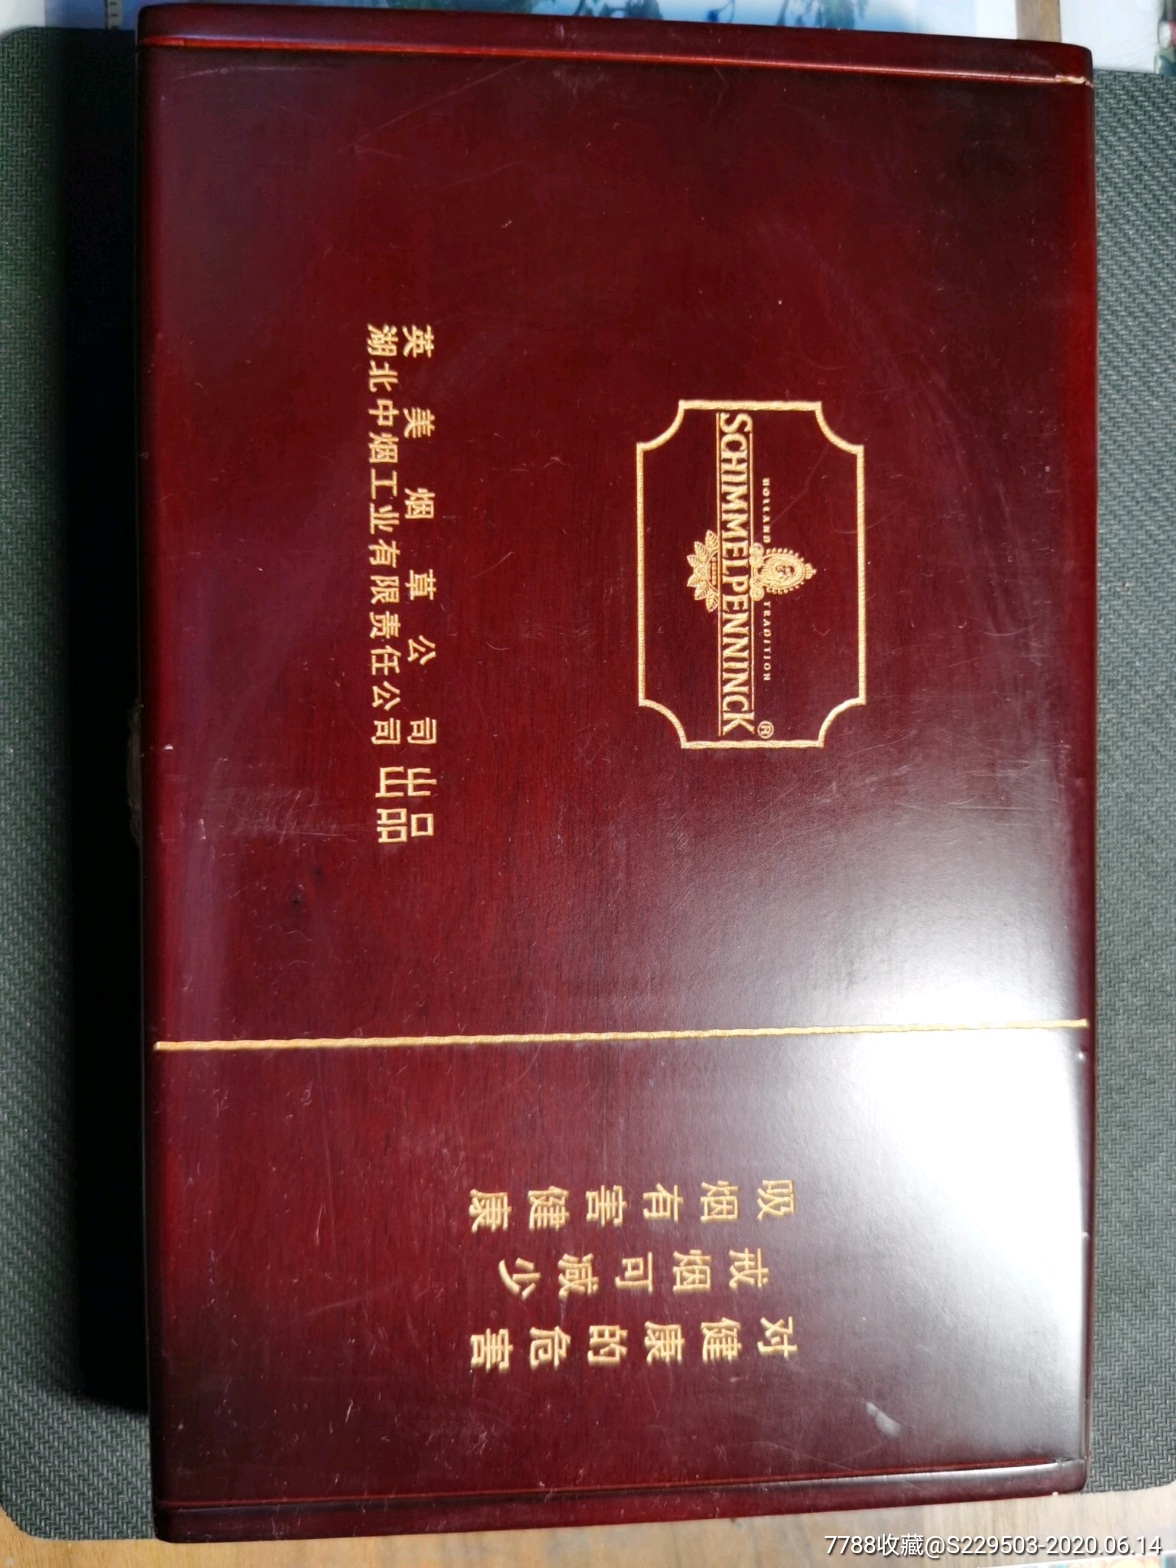 HOLLAND TRADITION
SCHIMMELPENNINCK®
英美烟草公司
湖北中烟工业有限责任公司 出品
吸烟有害健康
戒烟可减少
对健康的危害
7788收藏@S229503-2020.06.14